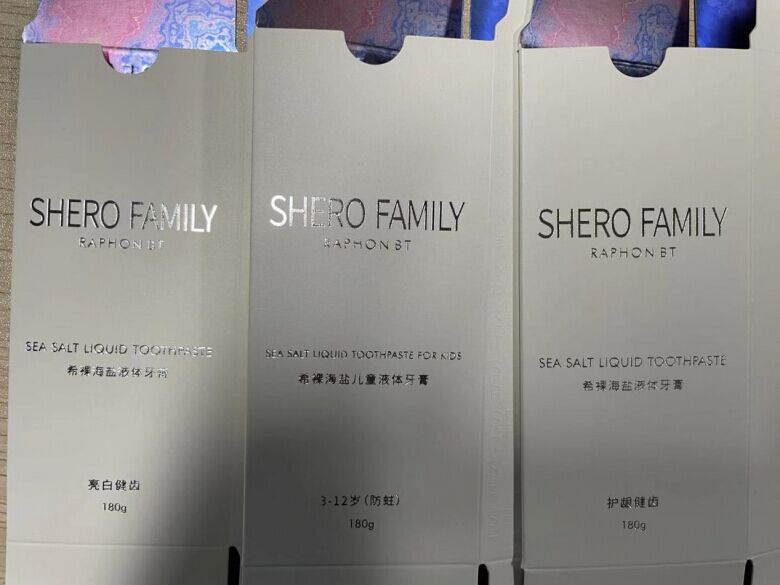 SHERO FAMILY
RAPHON BT
SEA SALT LIQUID TOOTHPASTE
希裸海盐液体牙膏
亮白健齿
180g
SHERO FAMILY
RAPHON BT
SEA SALT LIQUID TOOTHPASTE FOR KIDS
希裸海盐儿童液体牙膏
3-12岁(防蛀)
180g
SHERO FAMILY
RAPHON BT
SEA SALT LIQUID TOOTHPASTE
希裸海盐液体牙膏
护龈健齿
180g